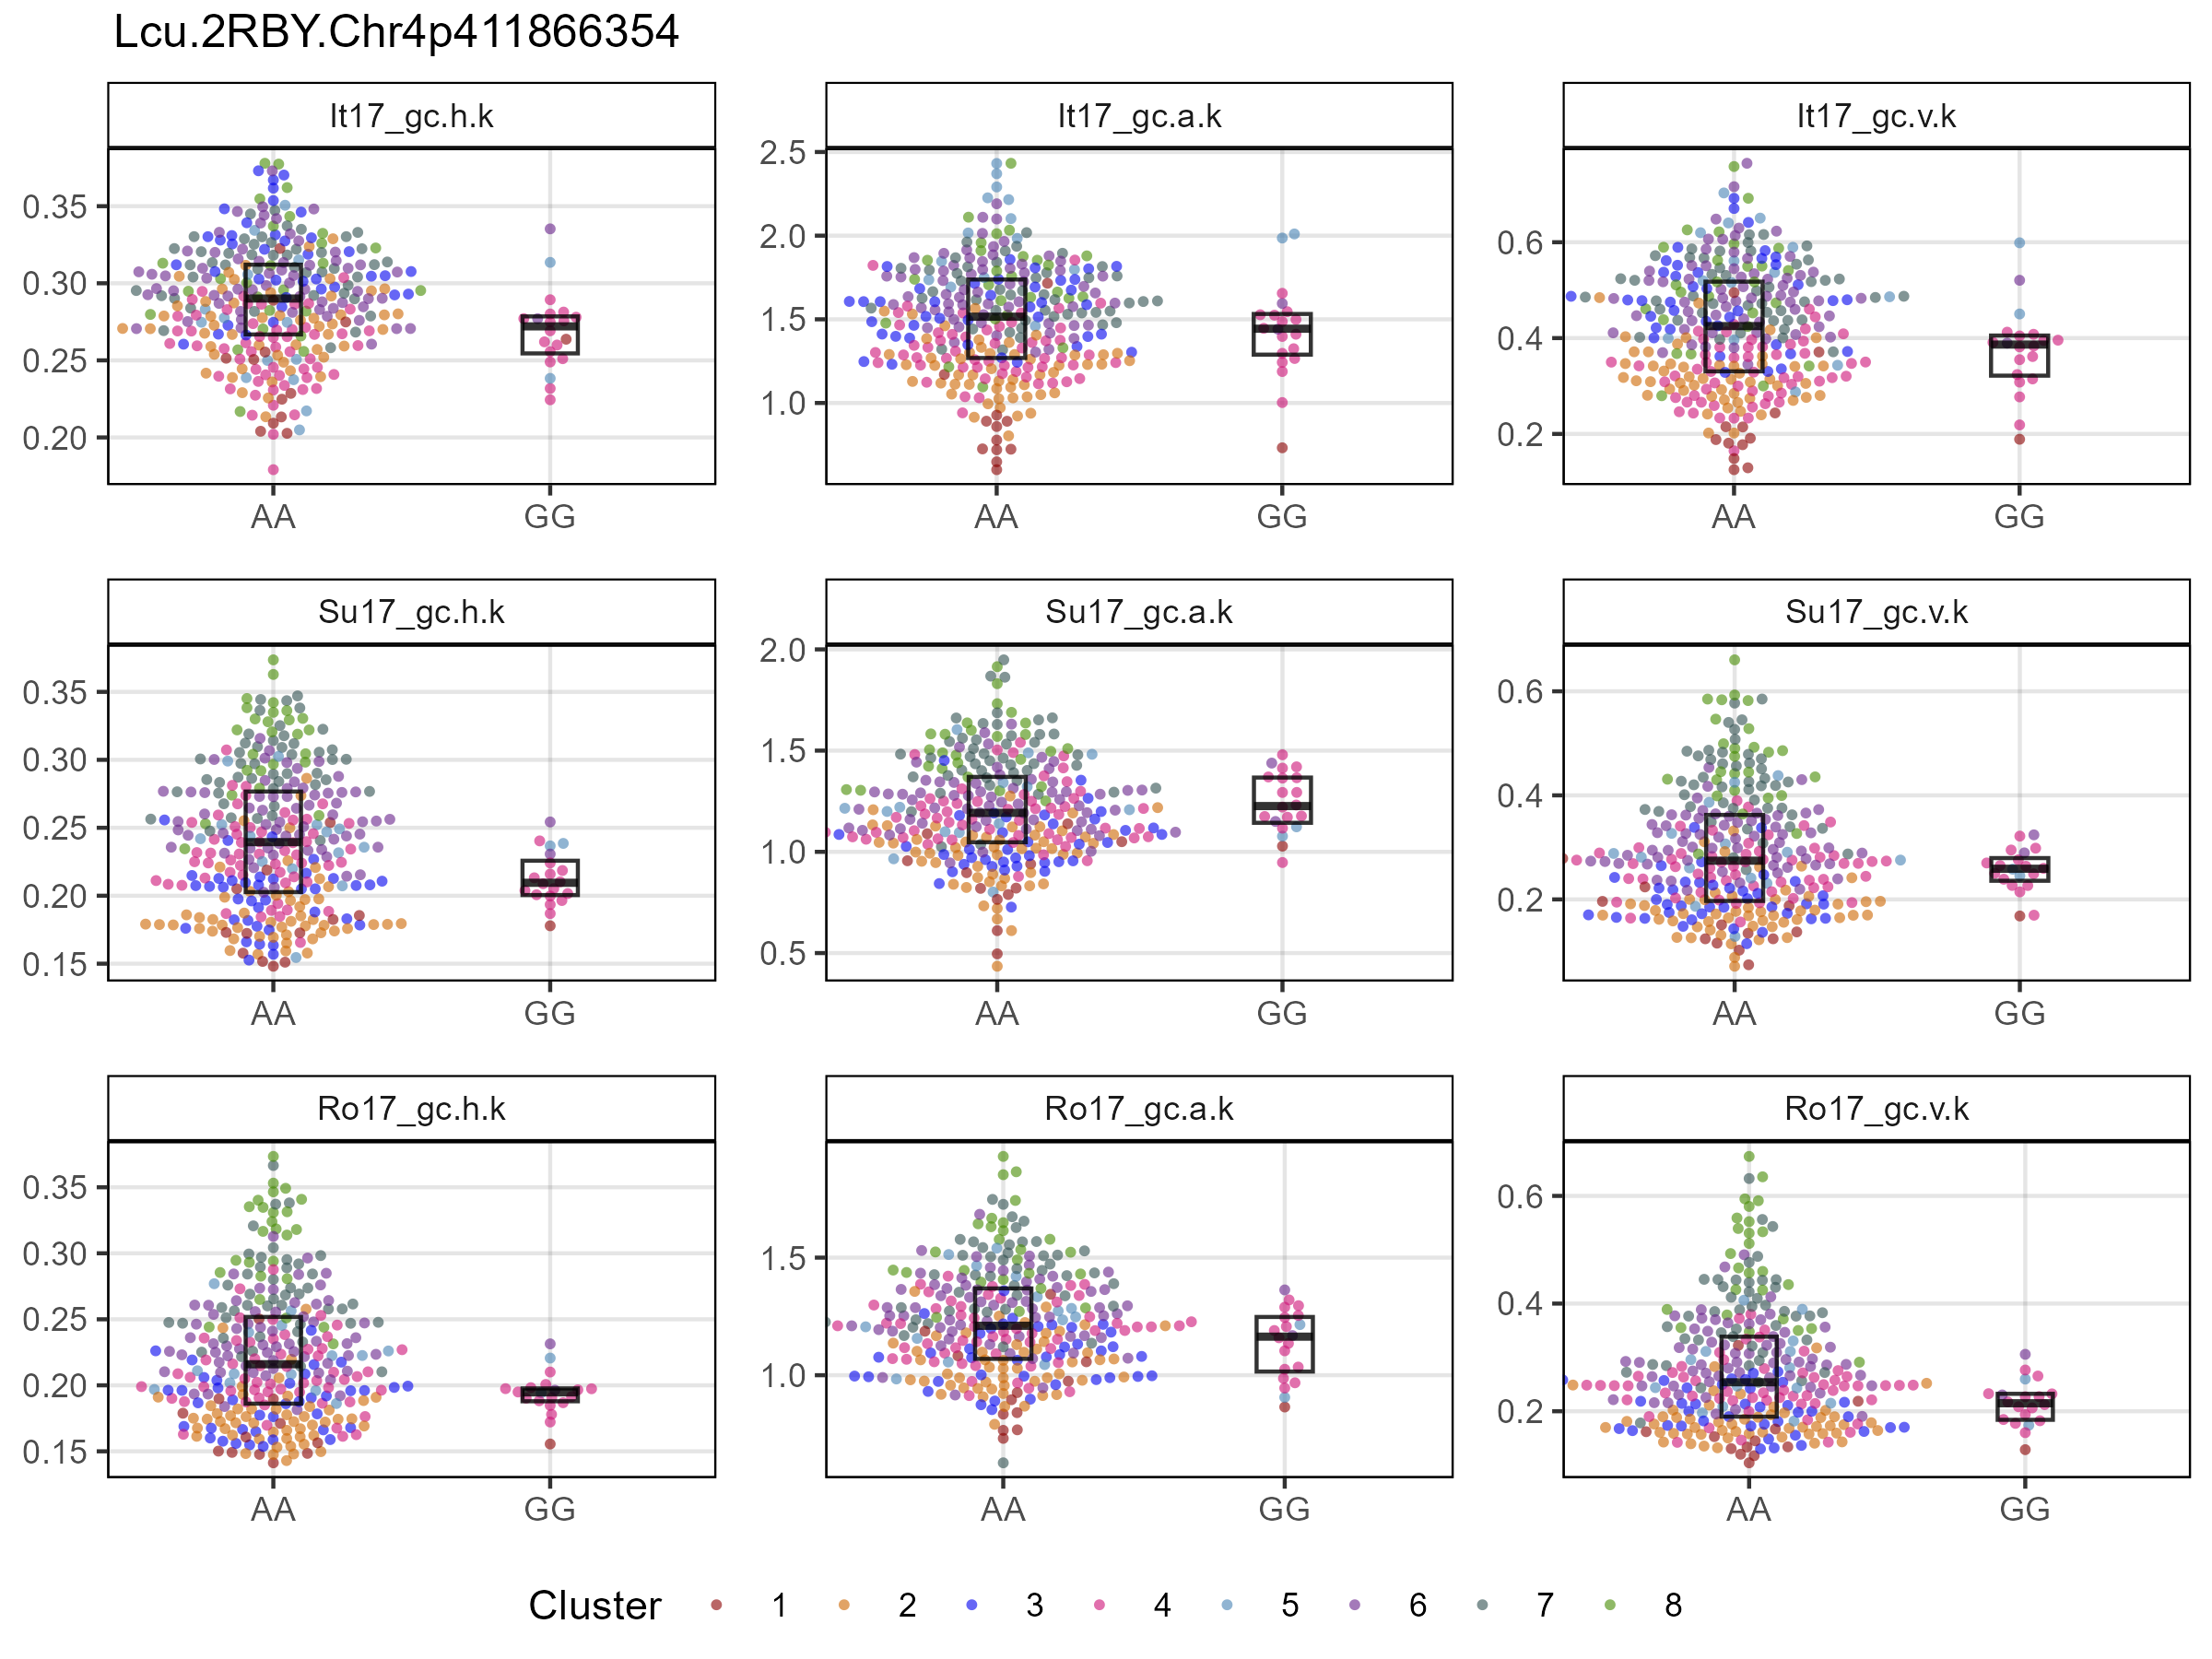 Lcu.2RBY.Chr4p411866354
It17_gc.h.k
It17_gc.a.k
It17_gc.v.k
0.35
0.30
0.25
0.20
AA
GG
2.5
2.0
1.5
1.0
AA
GG
0.6
0.4
0.2
AA
GG
Su17_gc.h.k
Su17_gc.a.k
Su17_gc.v.k
0.35
0.30
0.25
0.20
0.15
AA
GG
2.0
1.5
1.0
0.5
AA
GG
0.6
0.4
0.2
AA
GG
Ro17_gc.h.k
Ro17_gc.a.k
Ro17_gc.v.k
0.35
0.30
0.25
0.20
0.15
AA
GG
1.5
1.0
AA
GG
0.6
0.4
0.2
AA
GG
Cluster 1 2 3 4 5 6 7 8